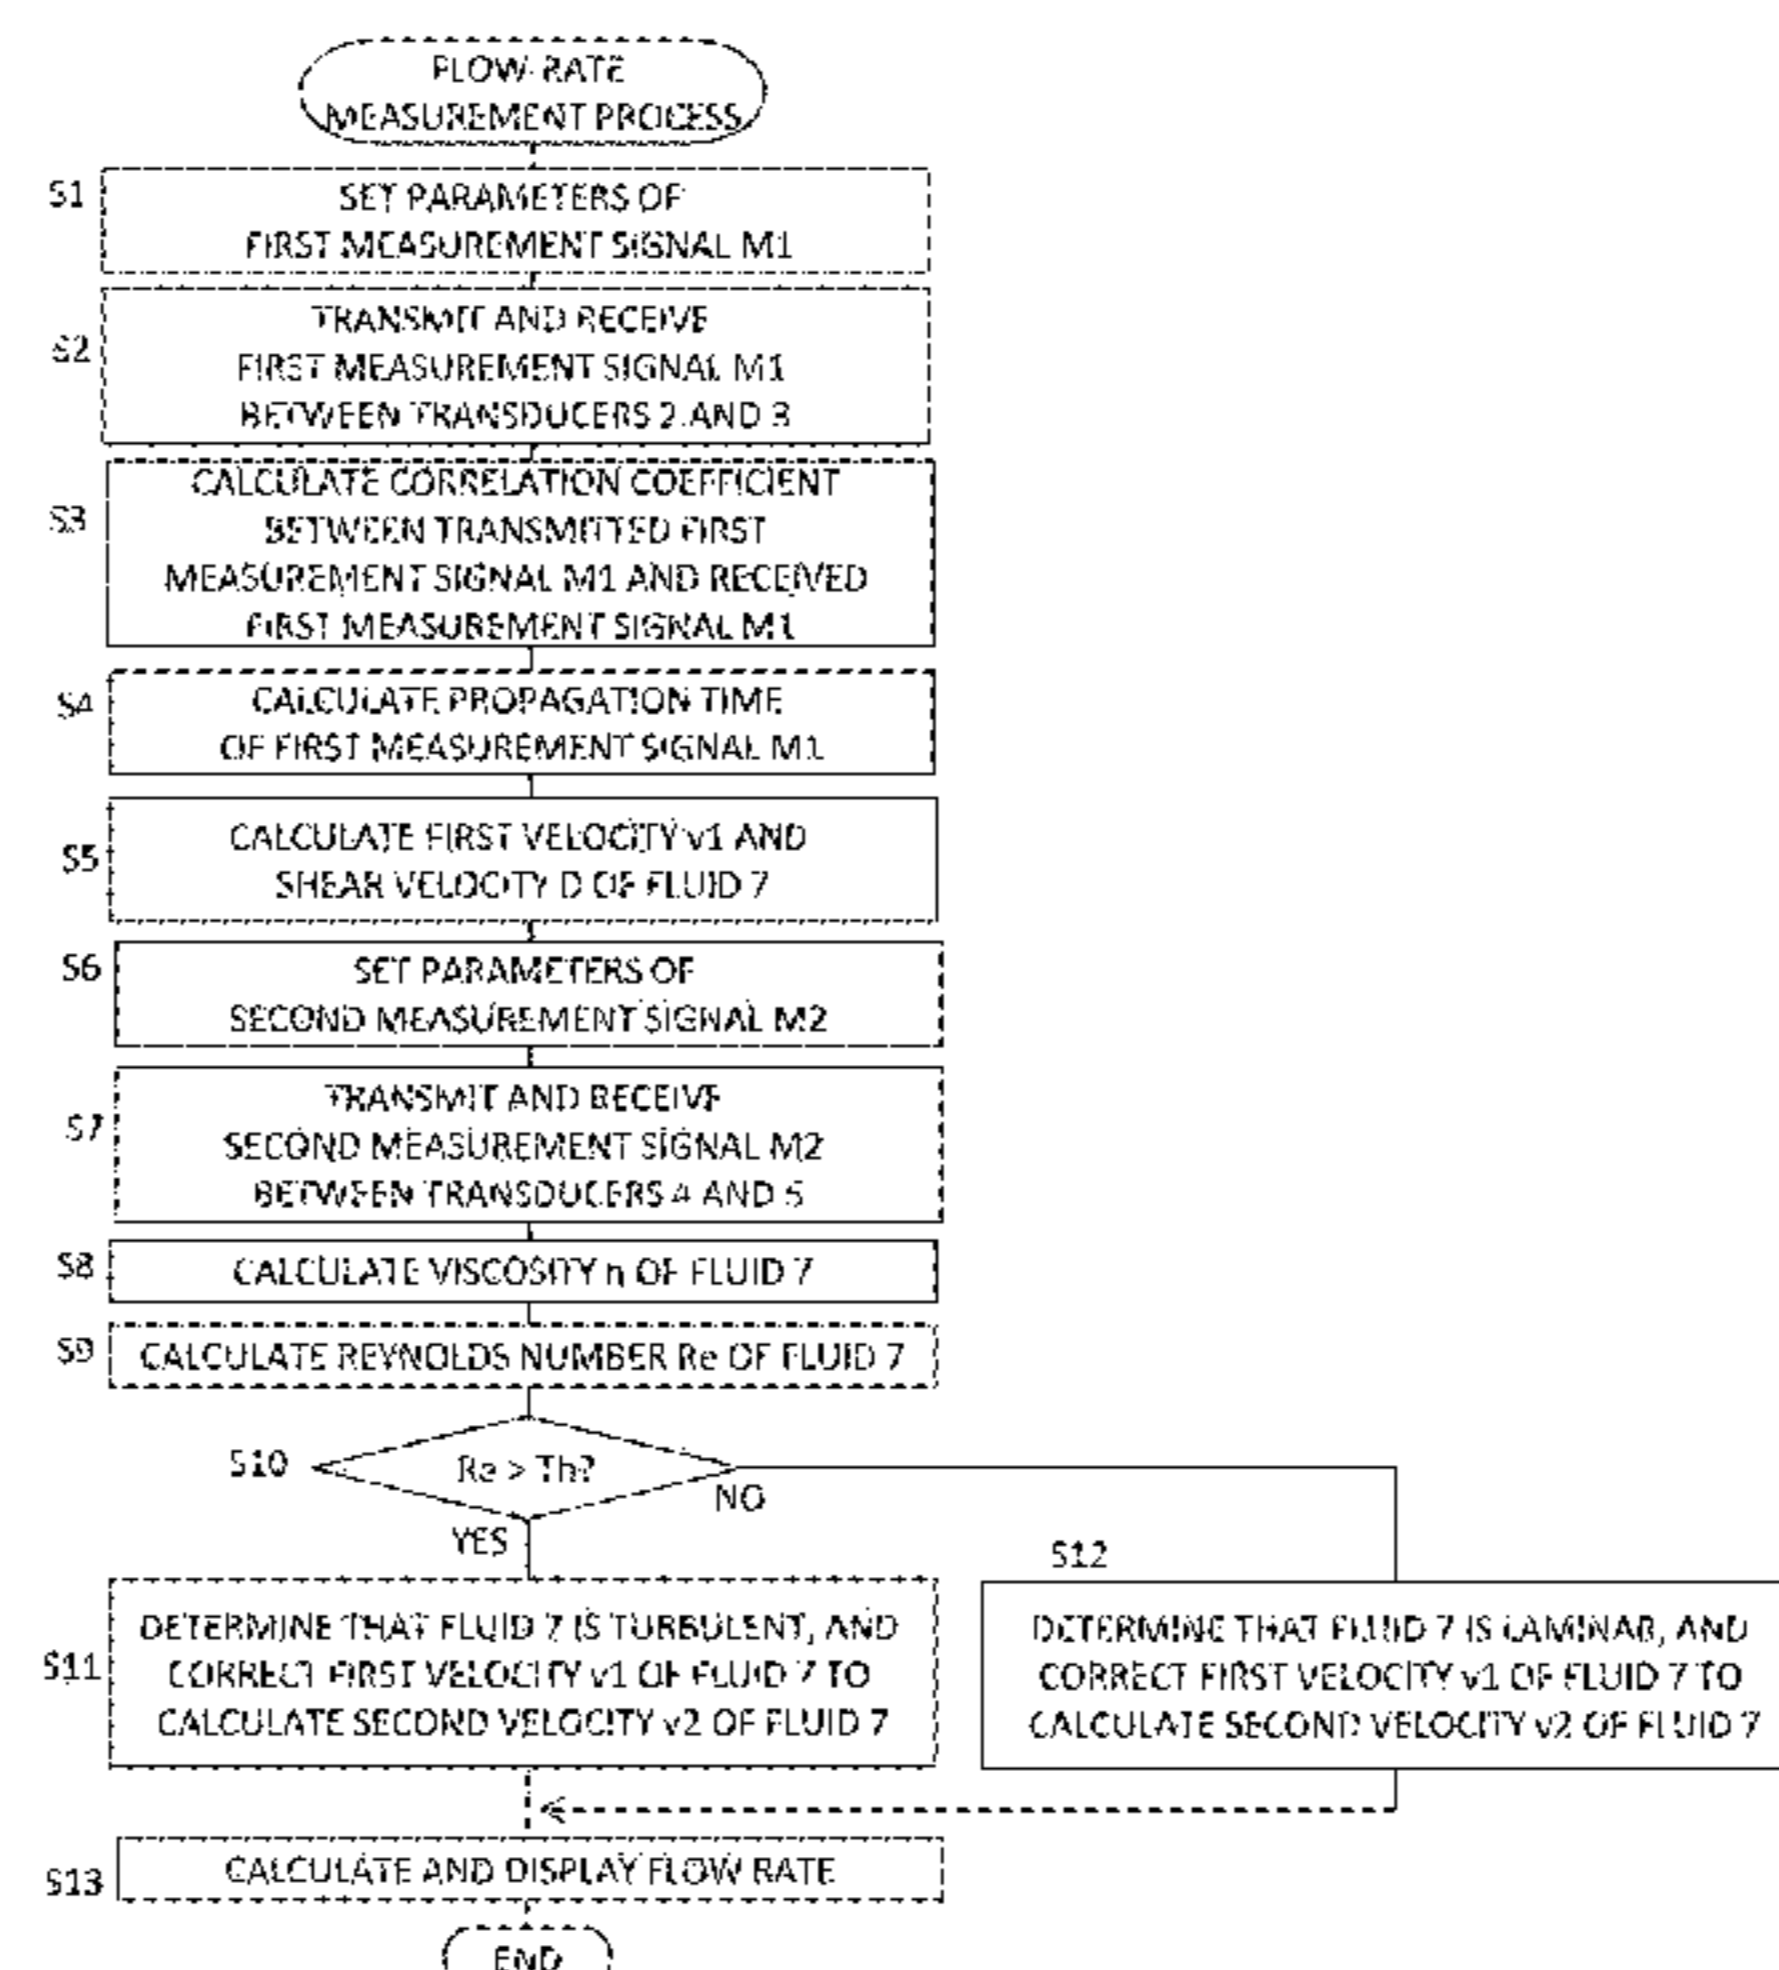 FLOW-RATE
MEASUREMENT PROCESS
S1
SET PARAMETERS OF
FIRST MEASUREMENT SIGNAL M1
S2
TRANSMIT AND RECEIVE
FIRST MEASUREMENT SIGNAL M1
BETWEEN TRANSDUCERS 2 AND 3
S3
CALCULATE CORRELATION COEFFICIENT
BETWEEN TRANSMITTED FIRST
MEASUREMENT SIGNAL M1 AND RECEIVED
FIRST MEASUREMENT SIGNAL M1
S4
CALCULATE PROPAGATION TIME
OF FIRST MEASUREMENT SIGNAL M1
S5
CALCULATE FIRST VELOCITY v1 AND
SHEAR VELOCITY D OF FLUID 7
S6
SET PARAMETERS OF
SECOND MEASUREMENT SIGNAL M2
S7
TRANSMIT AND RECEIVE
SECOND MEASUREMENT SIGNAL M2
BETWEEN TRANSDUCERS 4 AND 5
S8
CALCULATE VISCOSITY η OF FLUID 7
S9
CALCULATE REYNOLDS NUMBER Re OF FLUID 7
S10
Re > Th?
NO
YES
S11
DETERMINE THAT FLUID 7 IS TURBULENT, AND
CORRECT FIRST VELOCITY v1 OF FLUID 7 TO
CALCULATE SECOND VELOCITY v2 OF FLUID 7
S12
DETERMINE THAT FLUID 7 IS LAMINAR, AND
CORRECT FIRST VELOCITY v1 OF FLUID 7 TO
CALCULATE SECOND VELOCITY v2 OF FLUID 7
S13
CALCULATE AND DISPLAY FLOW RATE
END